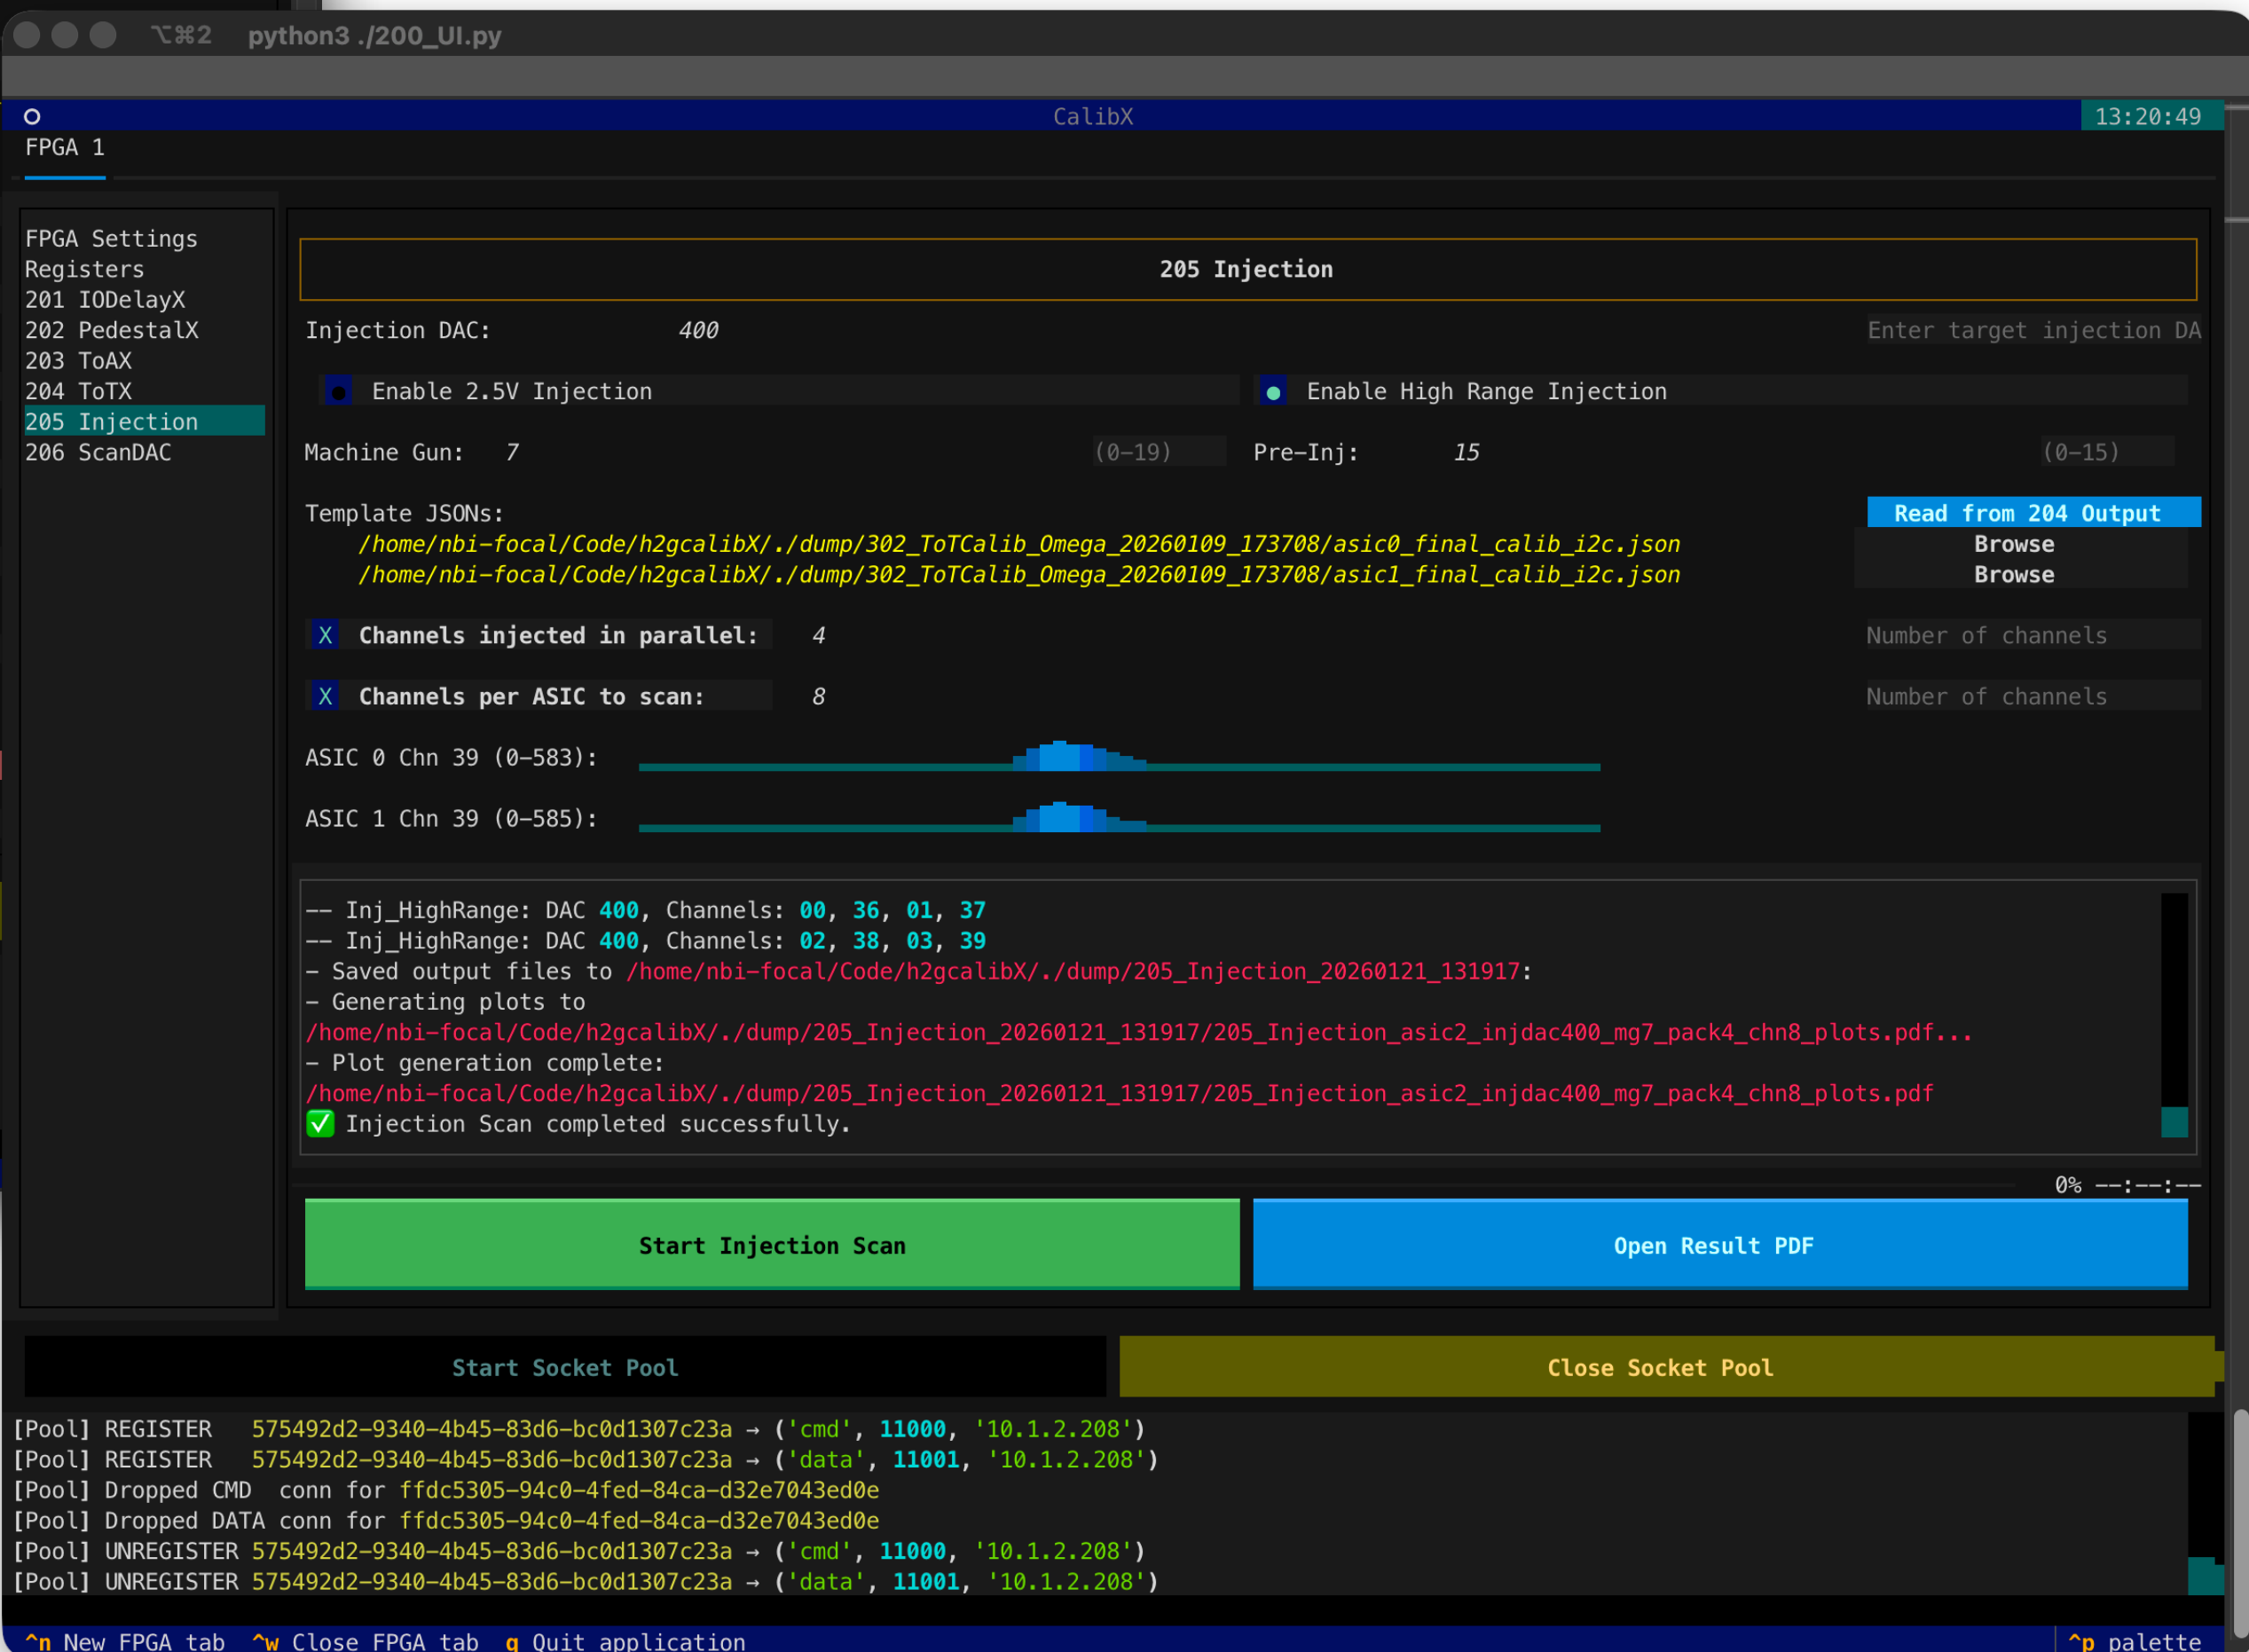 ⌥⌘2 python3 ./200_UI.py
CalibX 13:20:49
FPGA 1
FPGA Settings
Registers
201 IODelayX
202 PedestalX
203 ToAX
204 ToTX
205 Injection
206 ScanDAC
205 Injection
Injection DAC: 400 Enter target injection DA
Enable 2.5V Injection Enable High Range Injection
Machine Gun: 7 (0-19) Pre-Inj: 15 (0-15)
Template JSONs: Read from 204 Output
/home/nbi-focal/Code/h2gcalibX/./dump/302_ToTCalib_Omega_20260109_173708/asic0_final_calib_i2c.json Browse
/home/nbi-focal/Code/h2gcalibX/./dump/302_ToTCalib_Omega_20260109_173708/asic1_final_calib_i2c.json Browse
X Channels injected in parallel: 4 Number of channels
X Channels per ASIC to scan: 8 Number of channels
ASIC 0 Chn 39 (0-583):
ASIC 1 Chn 39 (0-585):
-- Inj_HighRange: DAC 400, Channels: 00, 36, 01, 37
-- Inj_HighRange: DAC 400, Channels: 02, 38, 03, 39
- Saved output files to /home/nbi-focal/Code/h2gcalibX/./dump/205_Injection_20260121_131917:
- Generating plots to
/home/nbi-focal/Code/h2gcalibX/./dump/205_Injection_20260121_131917/205_Injection_asic2_injdac400_mg7_pack4_chn8_plots.pdf...
- Plot generation complete:
/home/nbi-focal/Code/h2gcalibX/./dump/205_Injection_20260121_131917/205_Injection_asic2_injdac400_mg7_pack4_chn8_plots.pdf
✅ Injection Scan completed successfully.
0% --:--:--
Start Injection Scan Open Result PDF
Start Socket Pool Close Socket Pool
[Pool] REGISTER 575492d2-9340-4b45-83d6-bc0d1307c23a → ('cmd', 11000, '10.1.2.208')
[Pool] REGISTER 575492d2-9340-4b45-83d6-bc0d1307c23a → ('data', 11001, '10.1.2.208')
[Pool] Dropped CMD conn for ffdc5305-94c0-4fed-84ca-d32e7043ed0e
[Pool] Dropped DATA conn for ffdc5305-94c0-4fed-84ca-d32e7043ed0e
[Pool] UNREGISTER 575492d2-9340-4b45-83d6-bc0d1307c23a → ('cmd', 11000, '10.1.2.208')
[Pool] UNREGISTER 575492d2-9340-4b45-83d6-bc0d1307c23a → ('data', 11001, '10.1.2.208')
^n New FPGA tab ^w Close FPGA tab q Quit application ^p palette